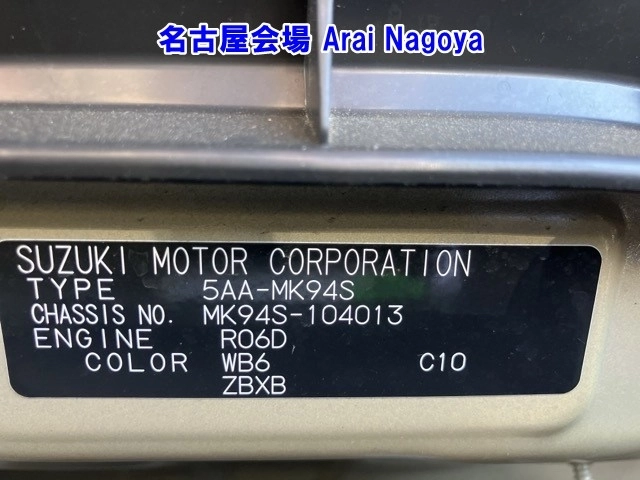 名古屋会場 Arai Nagoya
SUZUKI MOTOR CORPORATION
TYPE 5AA-MK94S
CHASSIS NO. MK94S-104013
ENGINE R06D
COLOR WB6 C10
ZBXB